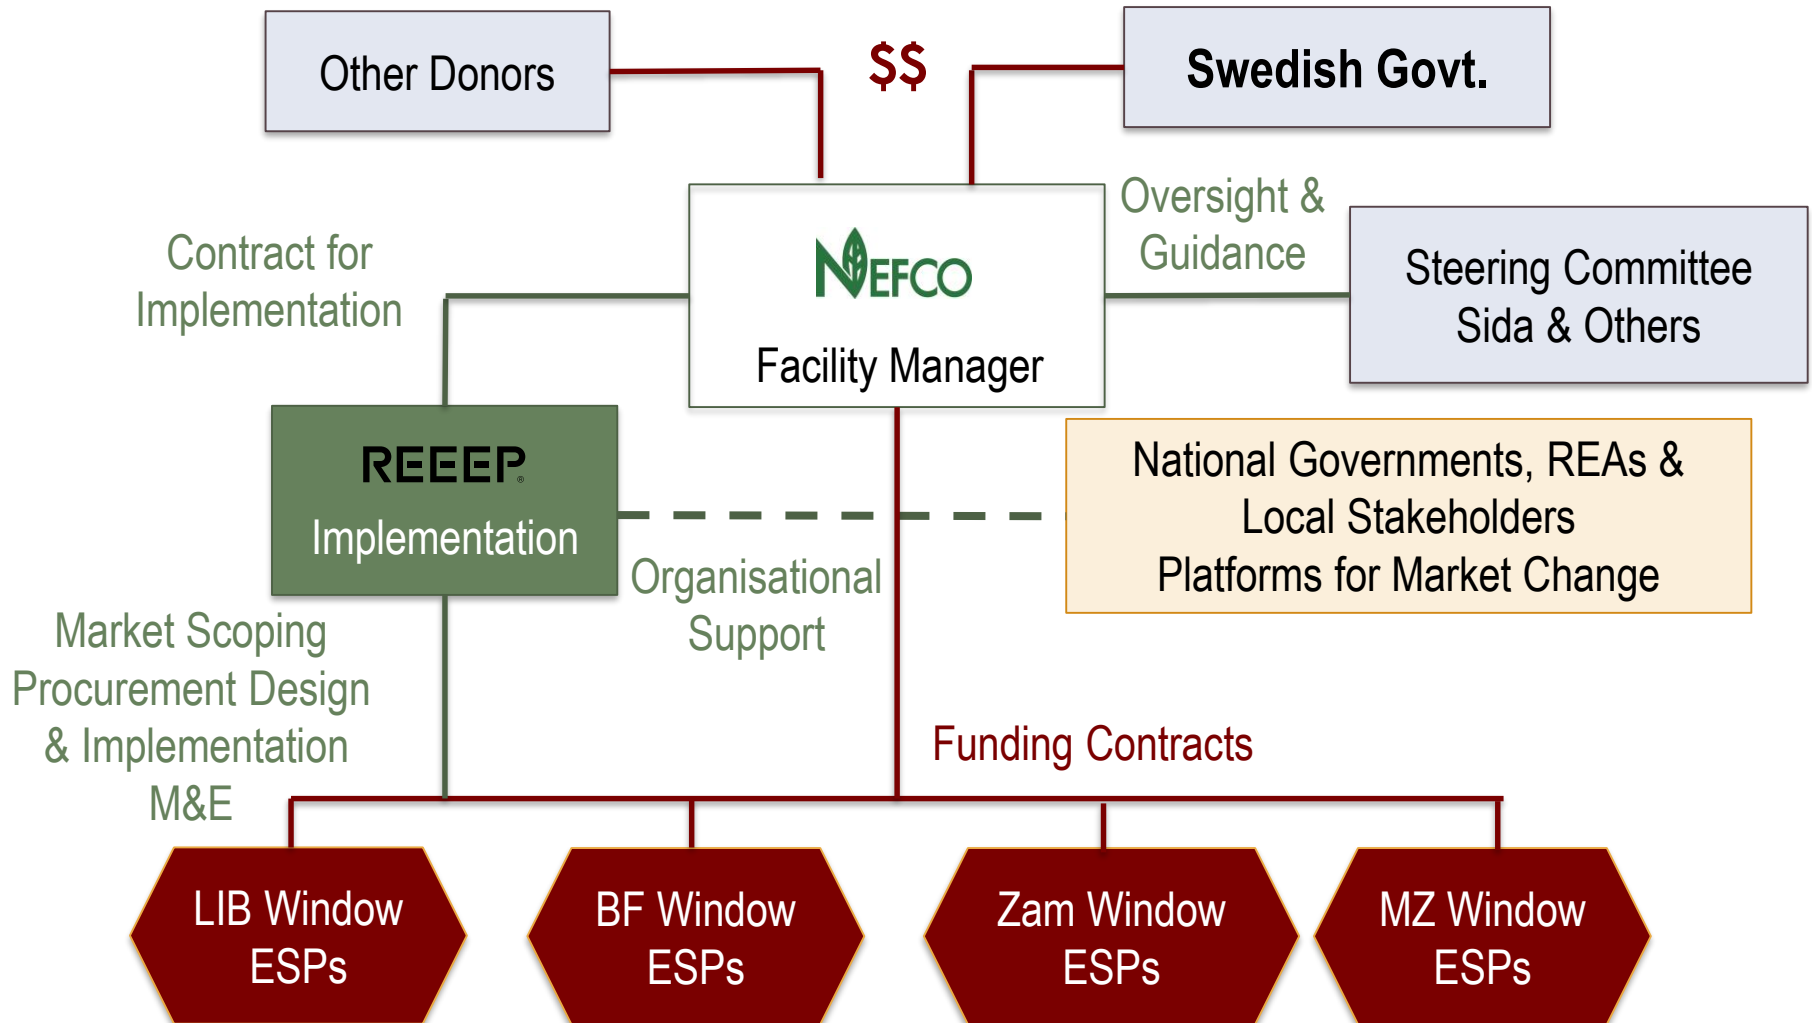 Other Donors
$$
Swedish Govt.
Oversight &
Guidance
Contract for
Implementation
NEFCO
Facility Manager
Steering Committee
Sida & Others
REEEP®
Implementation
National Governments, REAs &
Local Stakeholders
Platforms for Market Change
Organisational
Support
Market Scoping
Procurement Design
& Implementation
M&E
Funding Contracts
LIB Window
ESPs
BF Window
ESPs
Zam Window
ESPs
MZ Window
ESPs